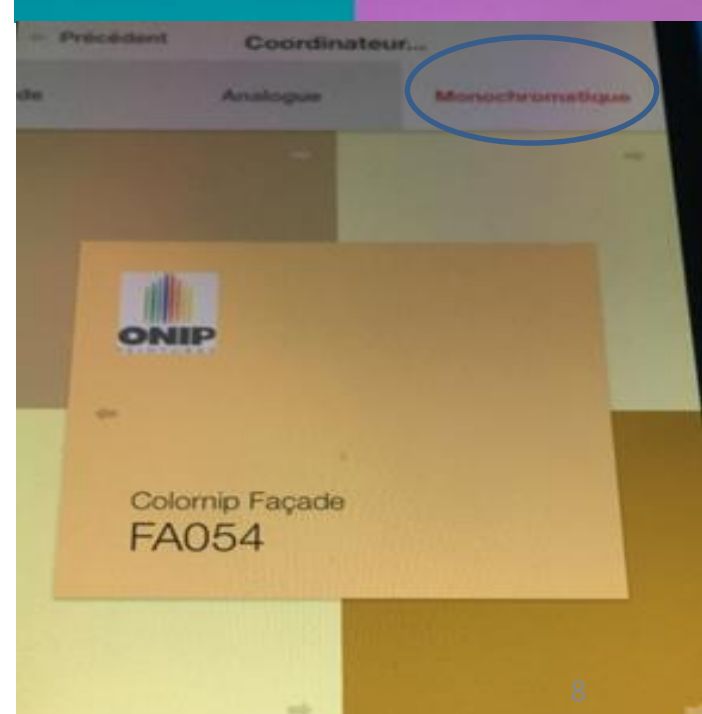 Précédent
Coordinateur...
Analogue
Monochromatique
ONIP
Colornip Façade
FA054
8